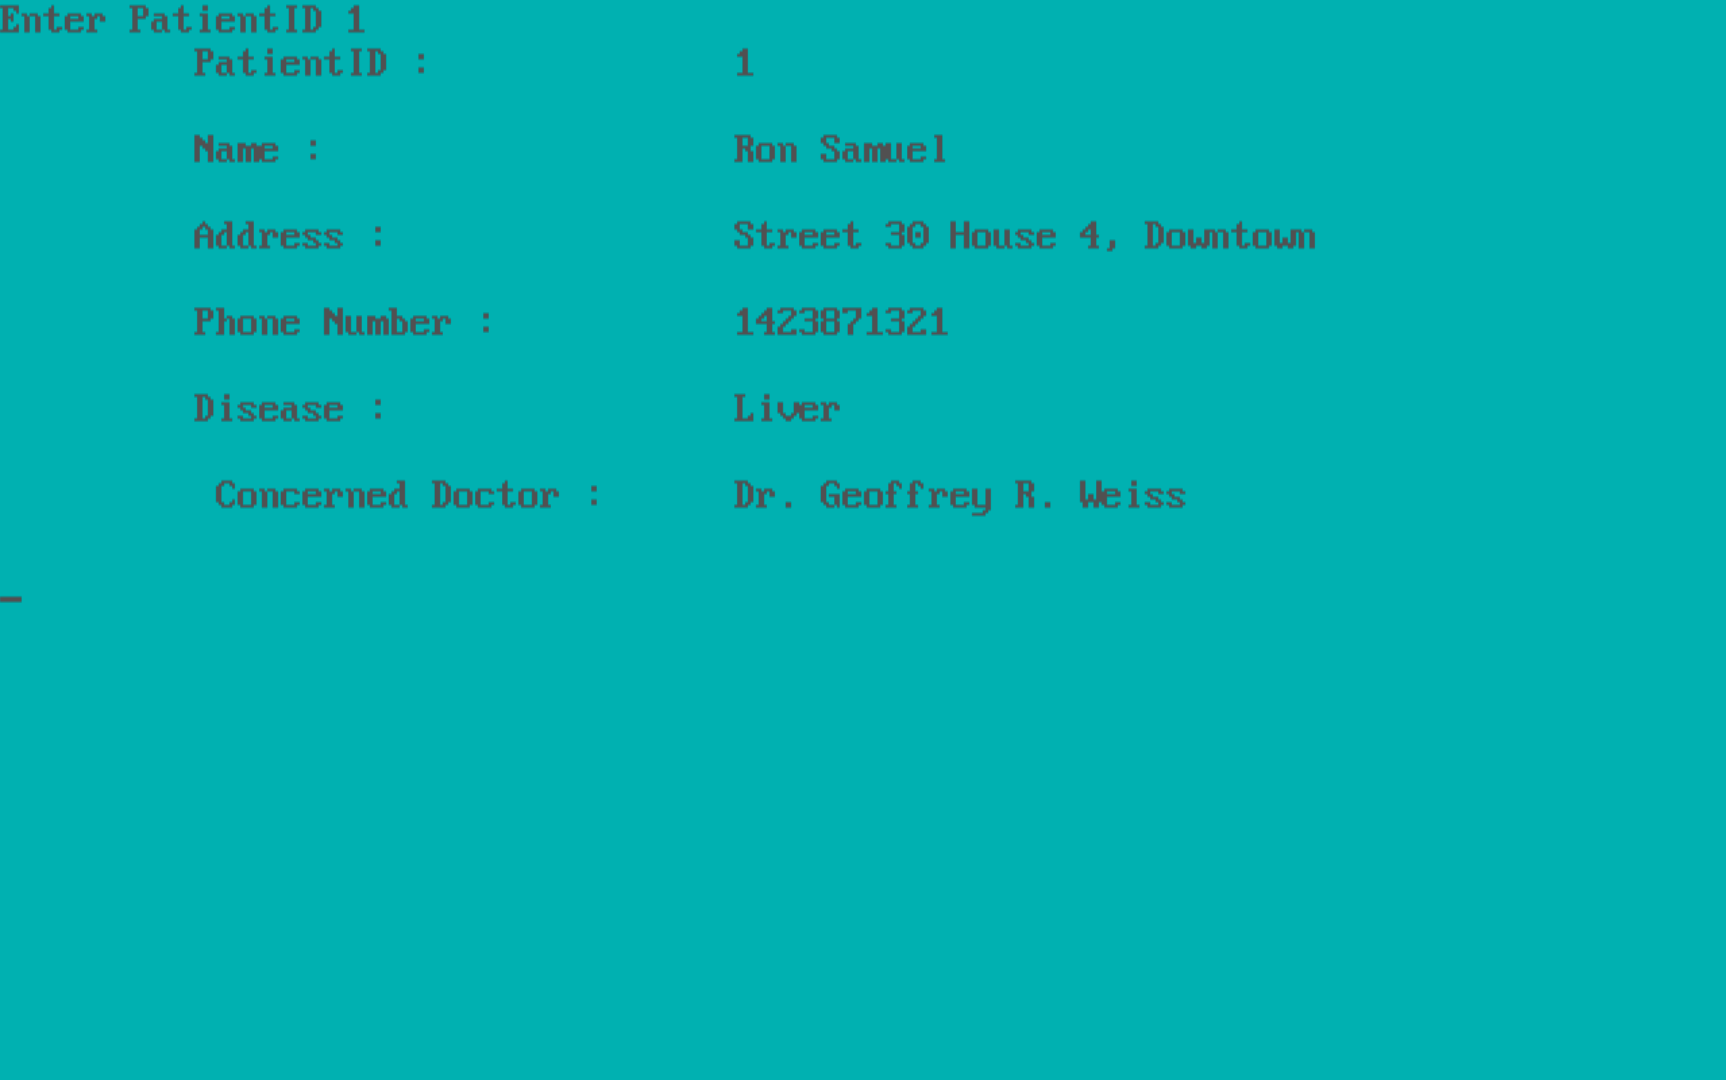 Enter PatientID 1
PatientID : 1
Name : Ron Samuel
Address : Street 30 House 4, Downtown
Phone Number : 1423871321
Disease : Liver
Concerned Doctor : Dr. Geoffrey R. Weiss